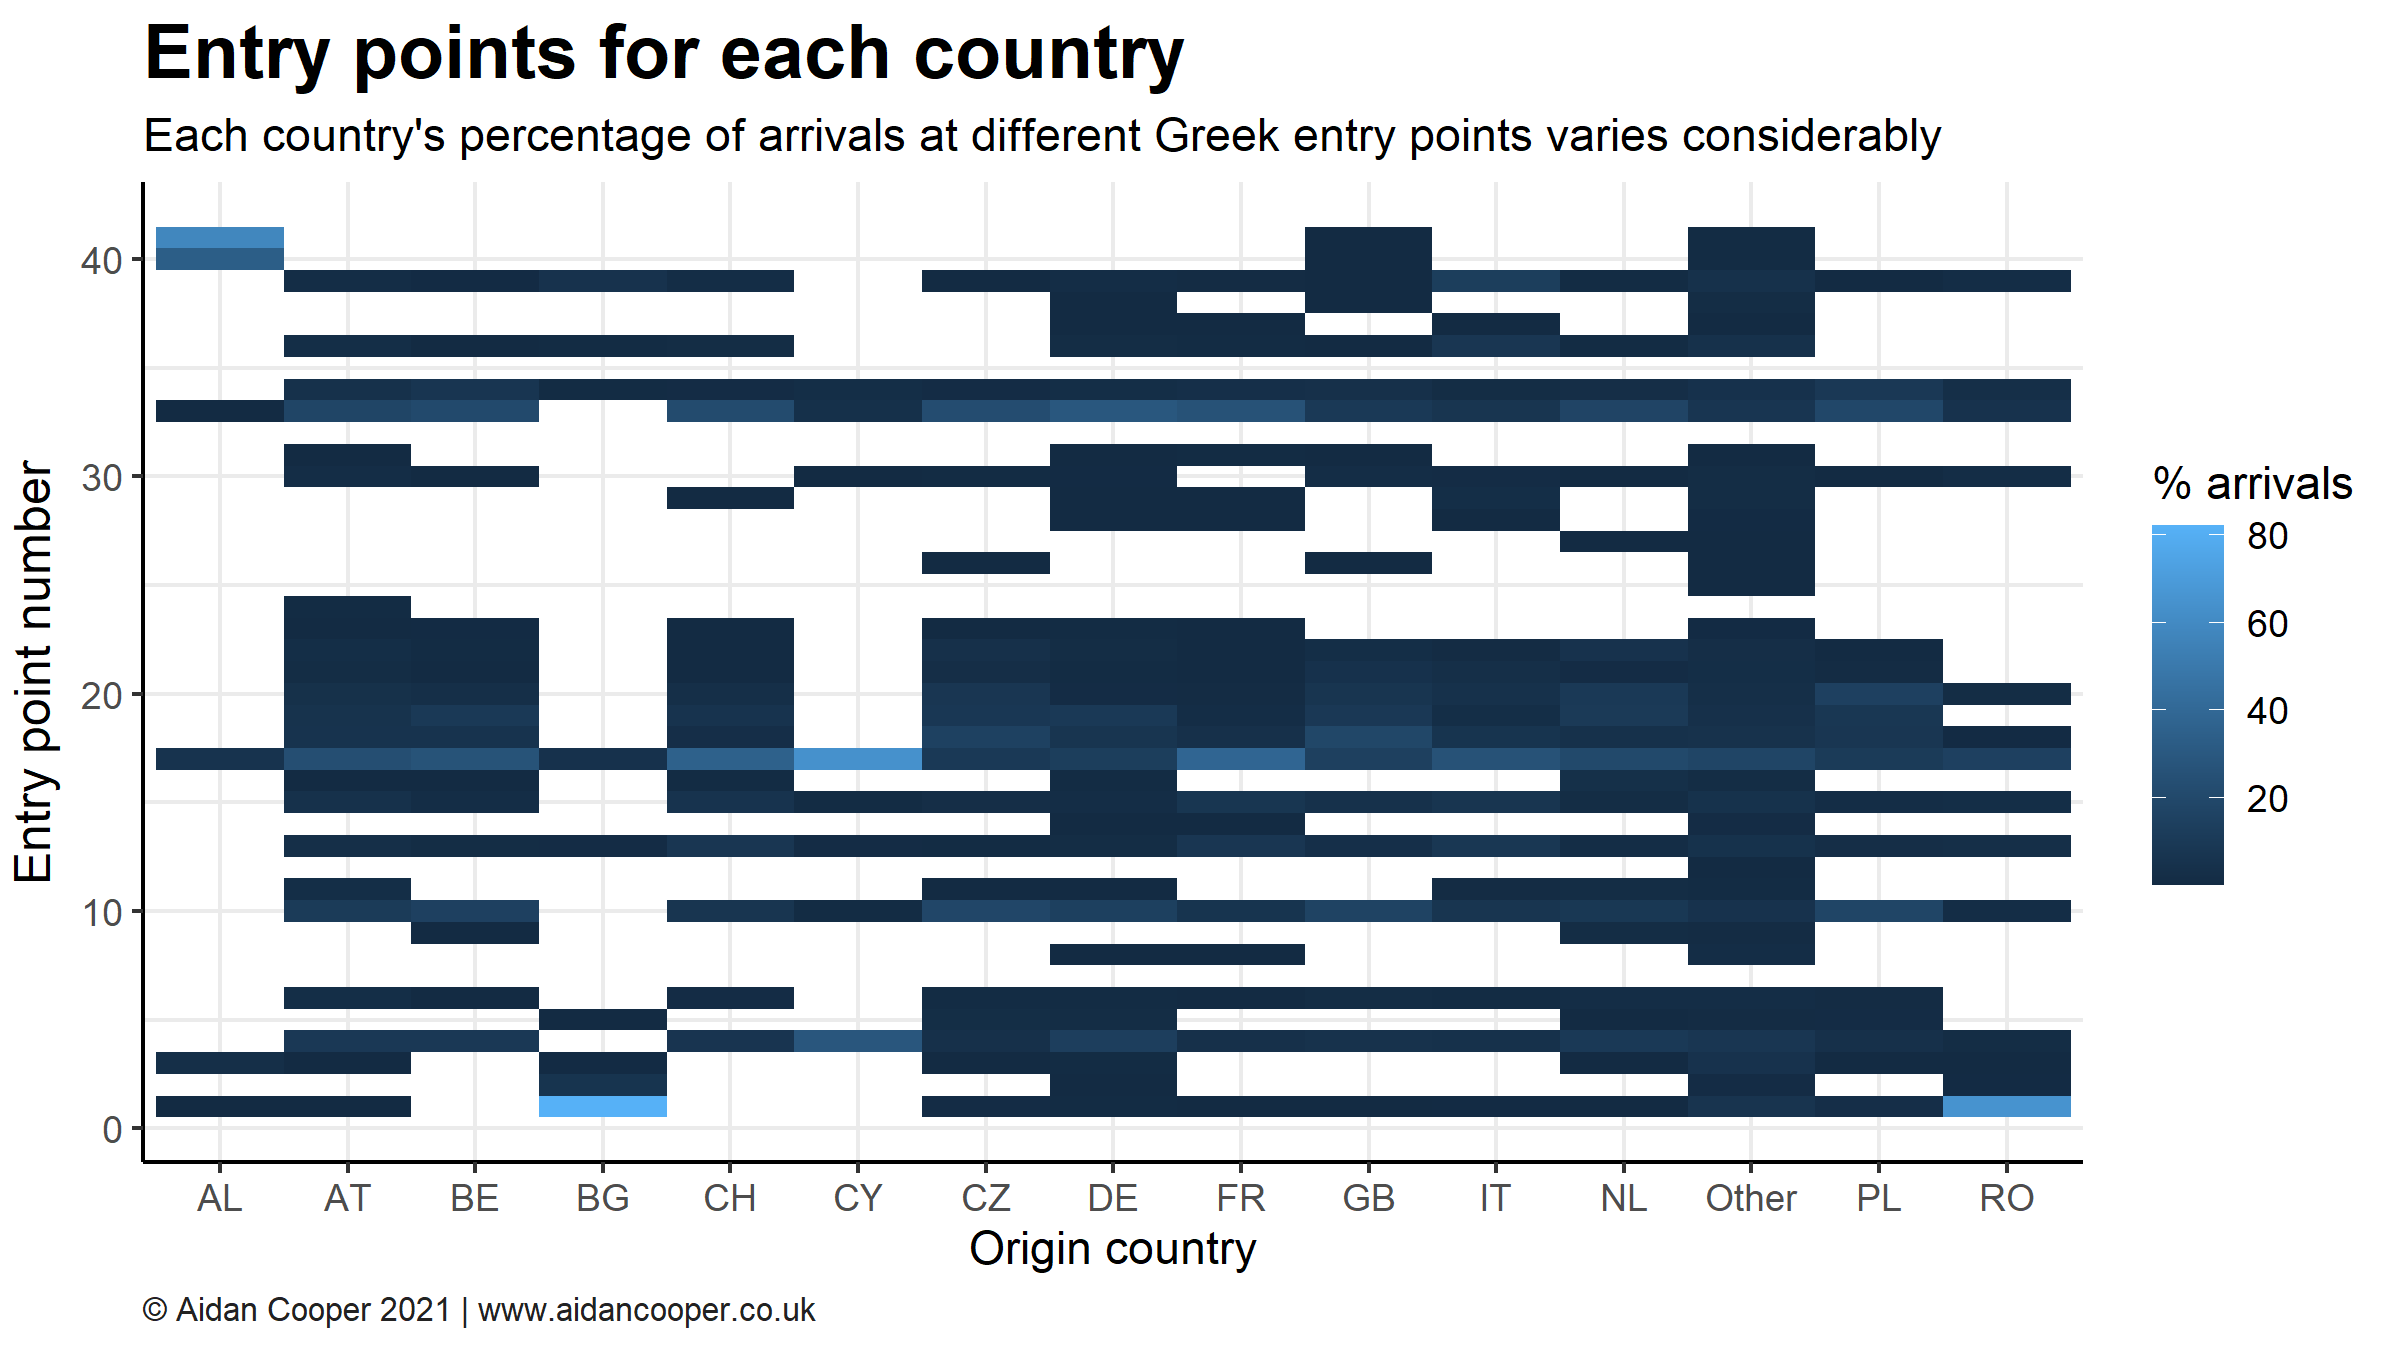 Entry points for each country
Each country's percentage of arrivals at different Greek entry points varies considerably
Entry point number
40
30
20
10
0
AL AT BE BG CH CY CZ DE FR GB IT NL Other PL RO
Origin country
% arrivals
80
60
40
20
© Aidan Cooper 2021 | www.aidancooper.co.uk